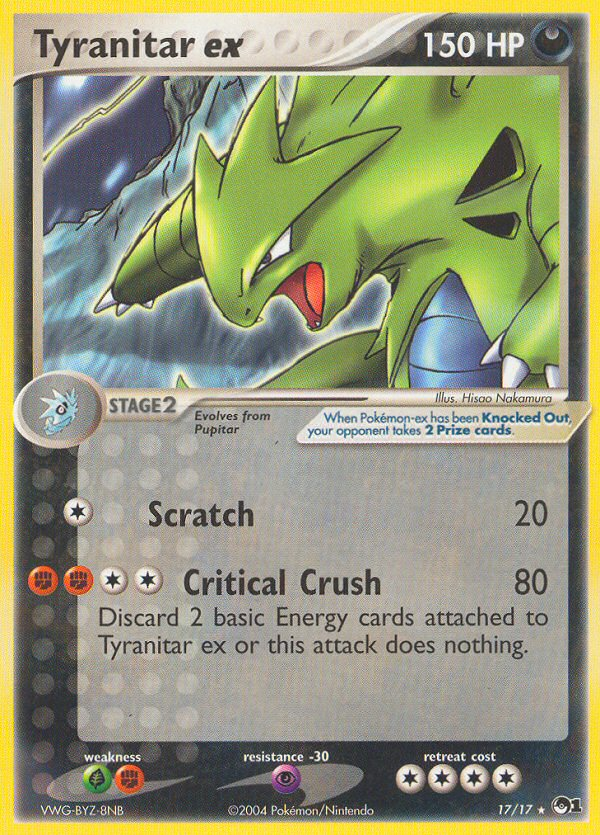 Tyranitar ex 150 HP
Illus. Hisao Nakamura
STAGE2
Evolves from
Pupitar
When Pokémon-ex has been Knocked Out,
your opponent takes 2 Prize cards.
Scratch 20
Critical Crush 80
Discard 2 basic Energy cards attached to
Tyranitar ex or this attack does nothing.
weakness resistance -30 retreat cost
VWG-BYZ-8NB ©2004 Pokémon/Nintendo 17/17 ★ 1